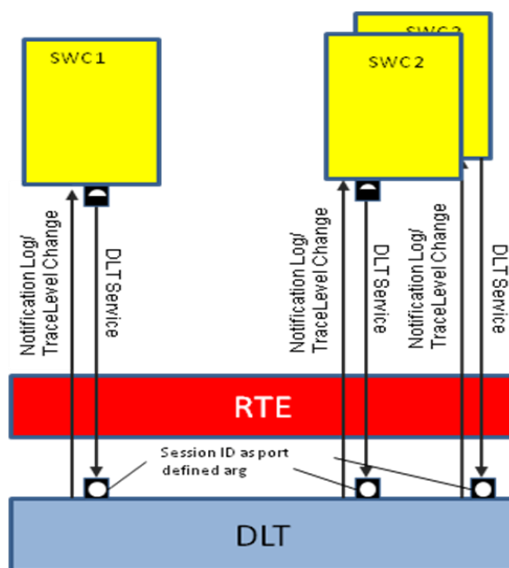 SWC1
SWC2
SWC2
Notification Log/
TraceLevel Change
DLT Service
Notification Log/
TraceLevel Change
DLT Service
Notification Log/
TraceLevel Change
DLT Service
RTE
Session ID as port
defined arg
DLT